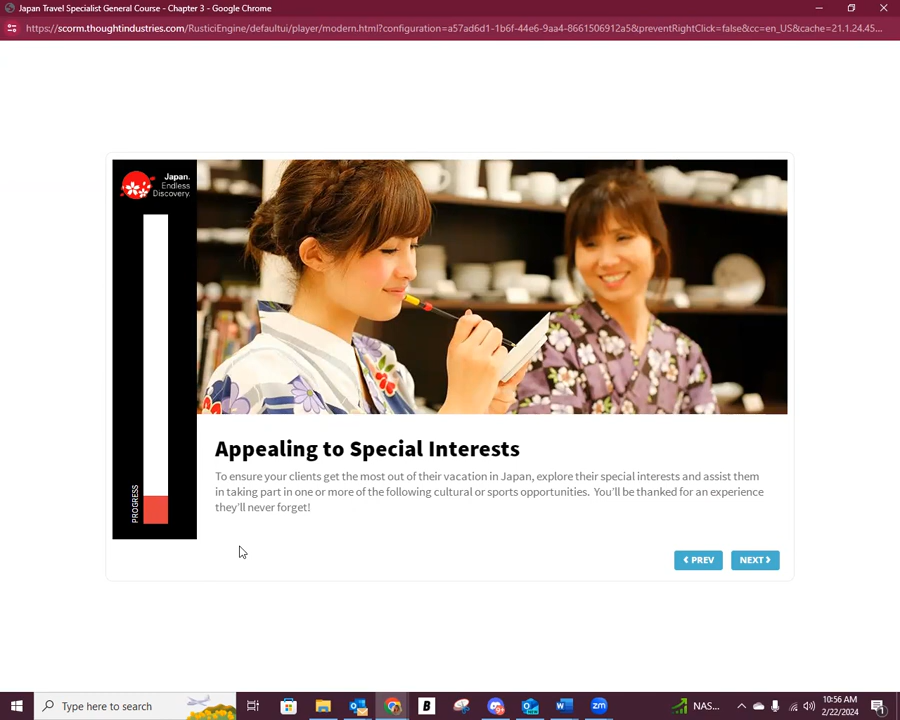 Japan Travel Specialist General Course - Chapter 3 - Google Chrome
https://scorm.thoughtindustries.com/RusticiEngine/defaultui/player/modern.html?configuration=a57ad6d1-1b6f-44e6-9aa4-8661506912a5&preventRightClick=false&cc=en_US&cache=21.1.24.45...
Japan.
Endless
Discovery.
PROGRESS
Appealing to Special Interests
To ensure your clients get the most out of their vacation in Japan, explore their special interests and assist them
in taking part in one or more of the following cultural or sports opportunities. You'll be thanked for an experience
they'll never forget!
PREV
NEXT
Type here to search
B
zm
NAS...
10:56 AM
2/22/2024
1